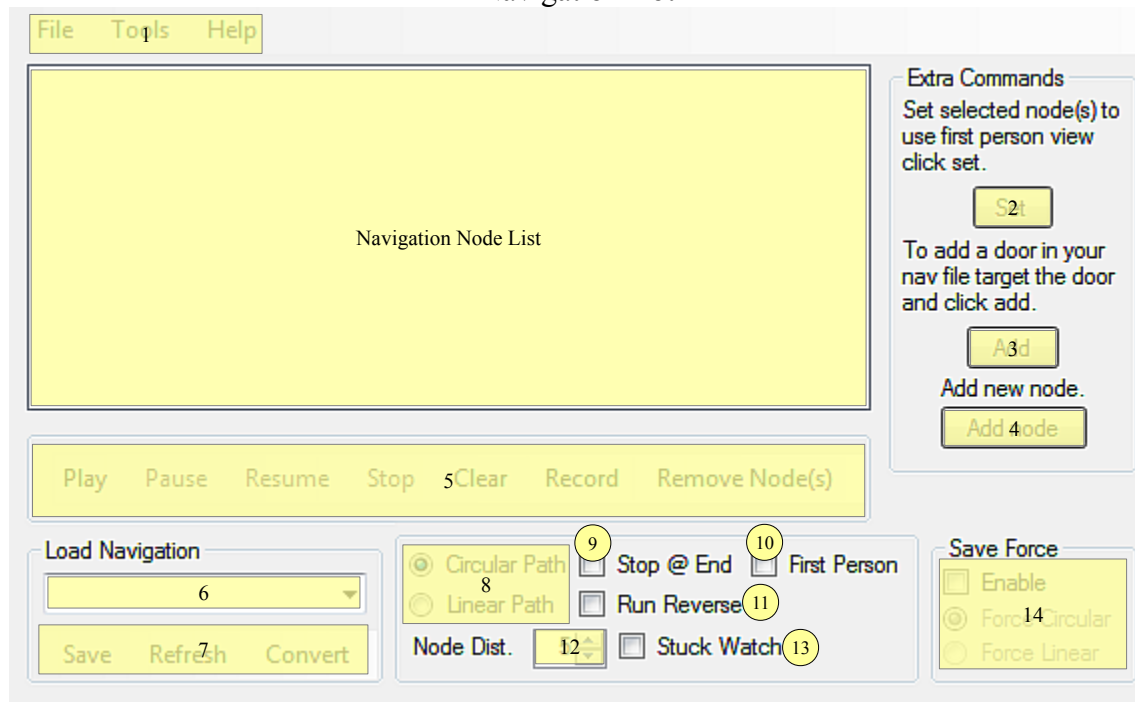 File Tools Help
1
Extra Commands
Set selected node(s) to
use first person view
click set.
Set
2
To add a door in your
nav file target the door
and click add.
Add
3
Add new node.
Add node
4
Navigation Node List
Play Pause Resume Stop Clear Record Remove Node(s)
5
Load Navigation
6
Save Refresh Convert
7
Circular Path
Linear Path
8
9
Stop @ End
10
First Person
Run Reverse
11
Node Dist. 5
12
Stuck Watch
13
Save Force
Enable
Force Circular
Force Linear
14